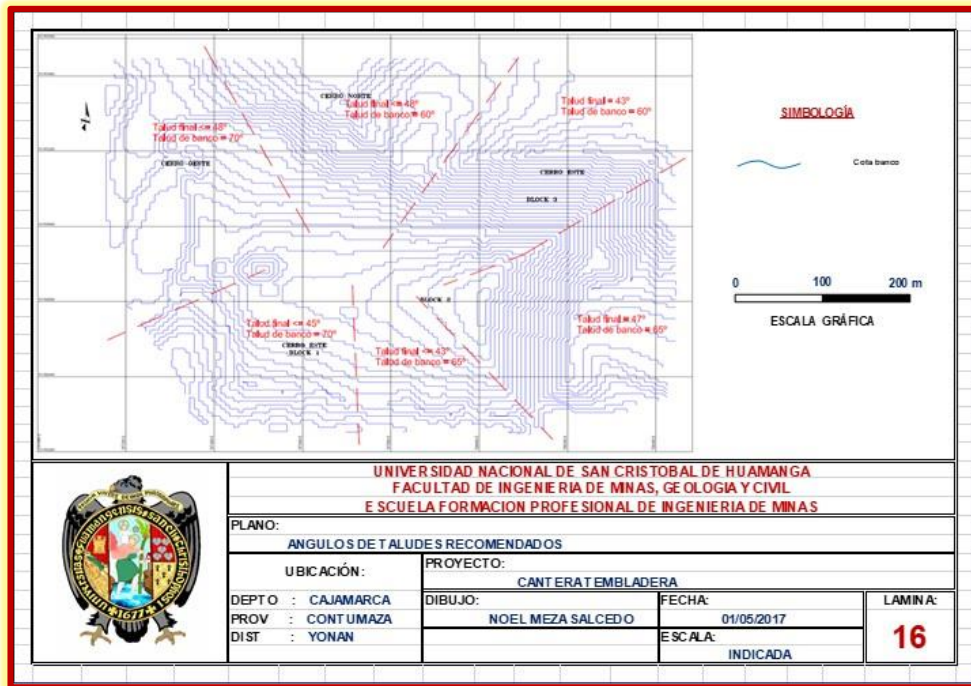 CERRO NORTE
Talud final <= 48°
Talud de banco = 60°
Talud final = 43°
Talud de banco = 60°
Talud final <= 48°
Talud de banco = 70°
CERRO OESTE
CERRO ESTE
BLOCK 3
BLOCK 2
Talud final <= 45°
Talud de banco = 70°
CERRO ESTE
BLOCK 1
Talud final <= 43°
Talud de banco = 65°
Talud final = 47°
Talud de banco = 65°
SIMBOLOGÍA
Cota banco
0 100 200 m
ESCALA GRÁFICA
UNIVERSIDAD NACIONAL DE SAN CRISTOBAL DE HUAMANGA
FACULTAD DE INGENIERIA DE MINAS, GEOLOGIA Y CIVIL
ESCUELA FORMACION PROFESIONAL DE INGENIERIA DE MINAS
PLANO:
ANGULOS DE TALUDES RECOMENDADOS
UBICACIÓN:
PROYECTO:
CANTERA TEMBLADERA
DEPTO : CAJAMARCA
PROV : CONTUMAZA
DIST : YONAN
DIBUJO:
NOEL MEZA SALCEDO
FECHA:
01/05/2017
ESCALA:
INDICADA
LAMINA:
16
1677